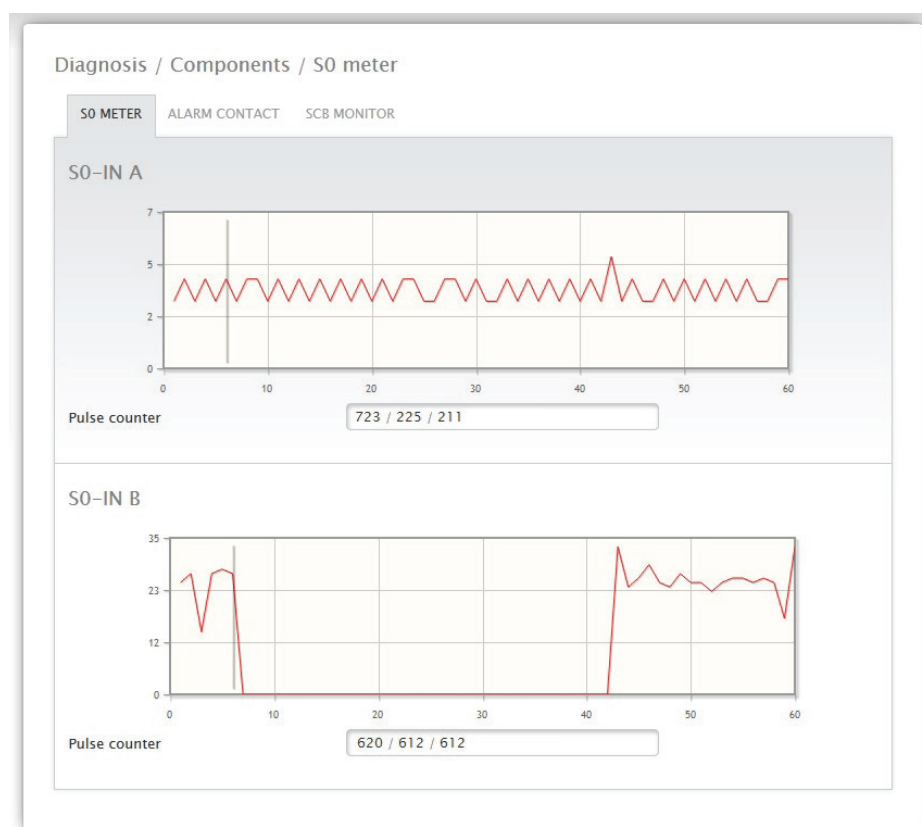 Diagnosis / Components / S0 meter
S0 METER ALARM CONTACT SCB MONITOR
S0-IN A
7
5
2
0
0 10 20 30 40 50 60
Pulse counter 723 / 225 / 211
S0-IN B
35
23
12
0
0 10 20 30 40 50 60
Pulse counter 620 / 612 / 612